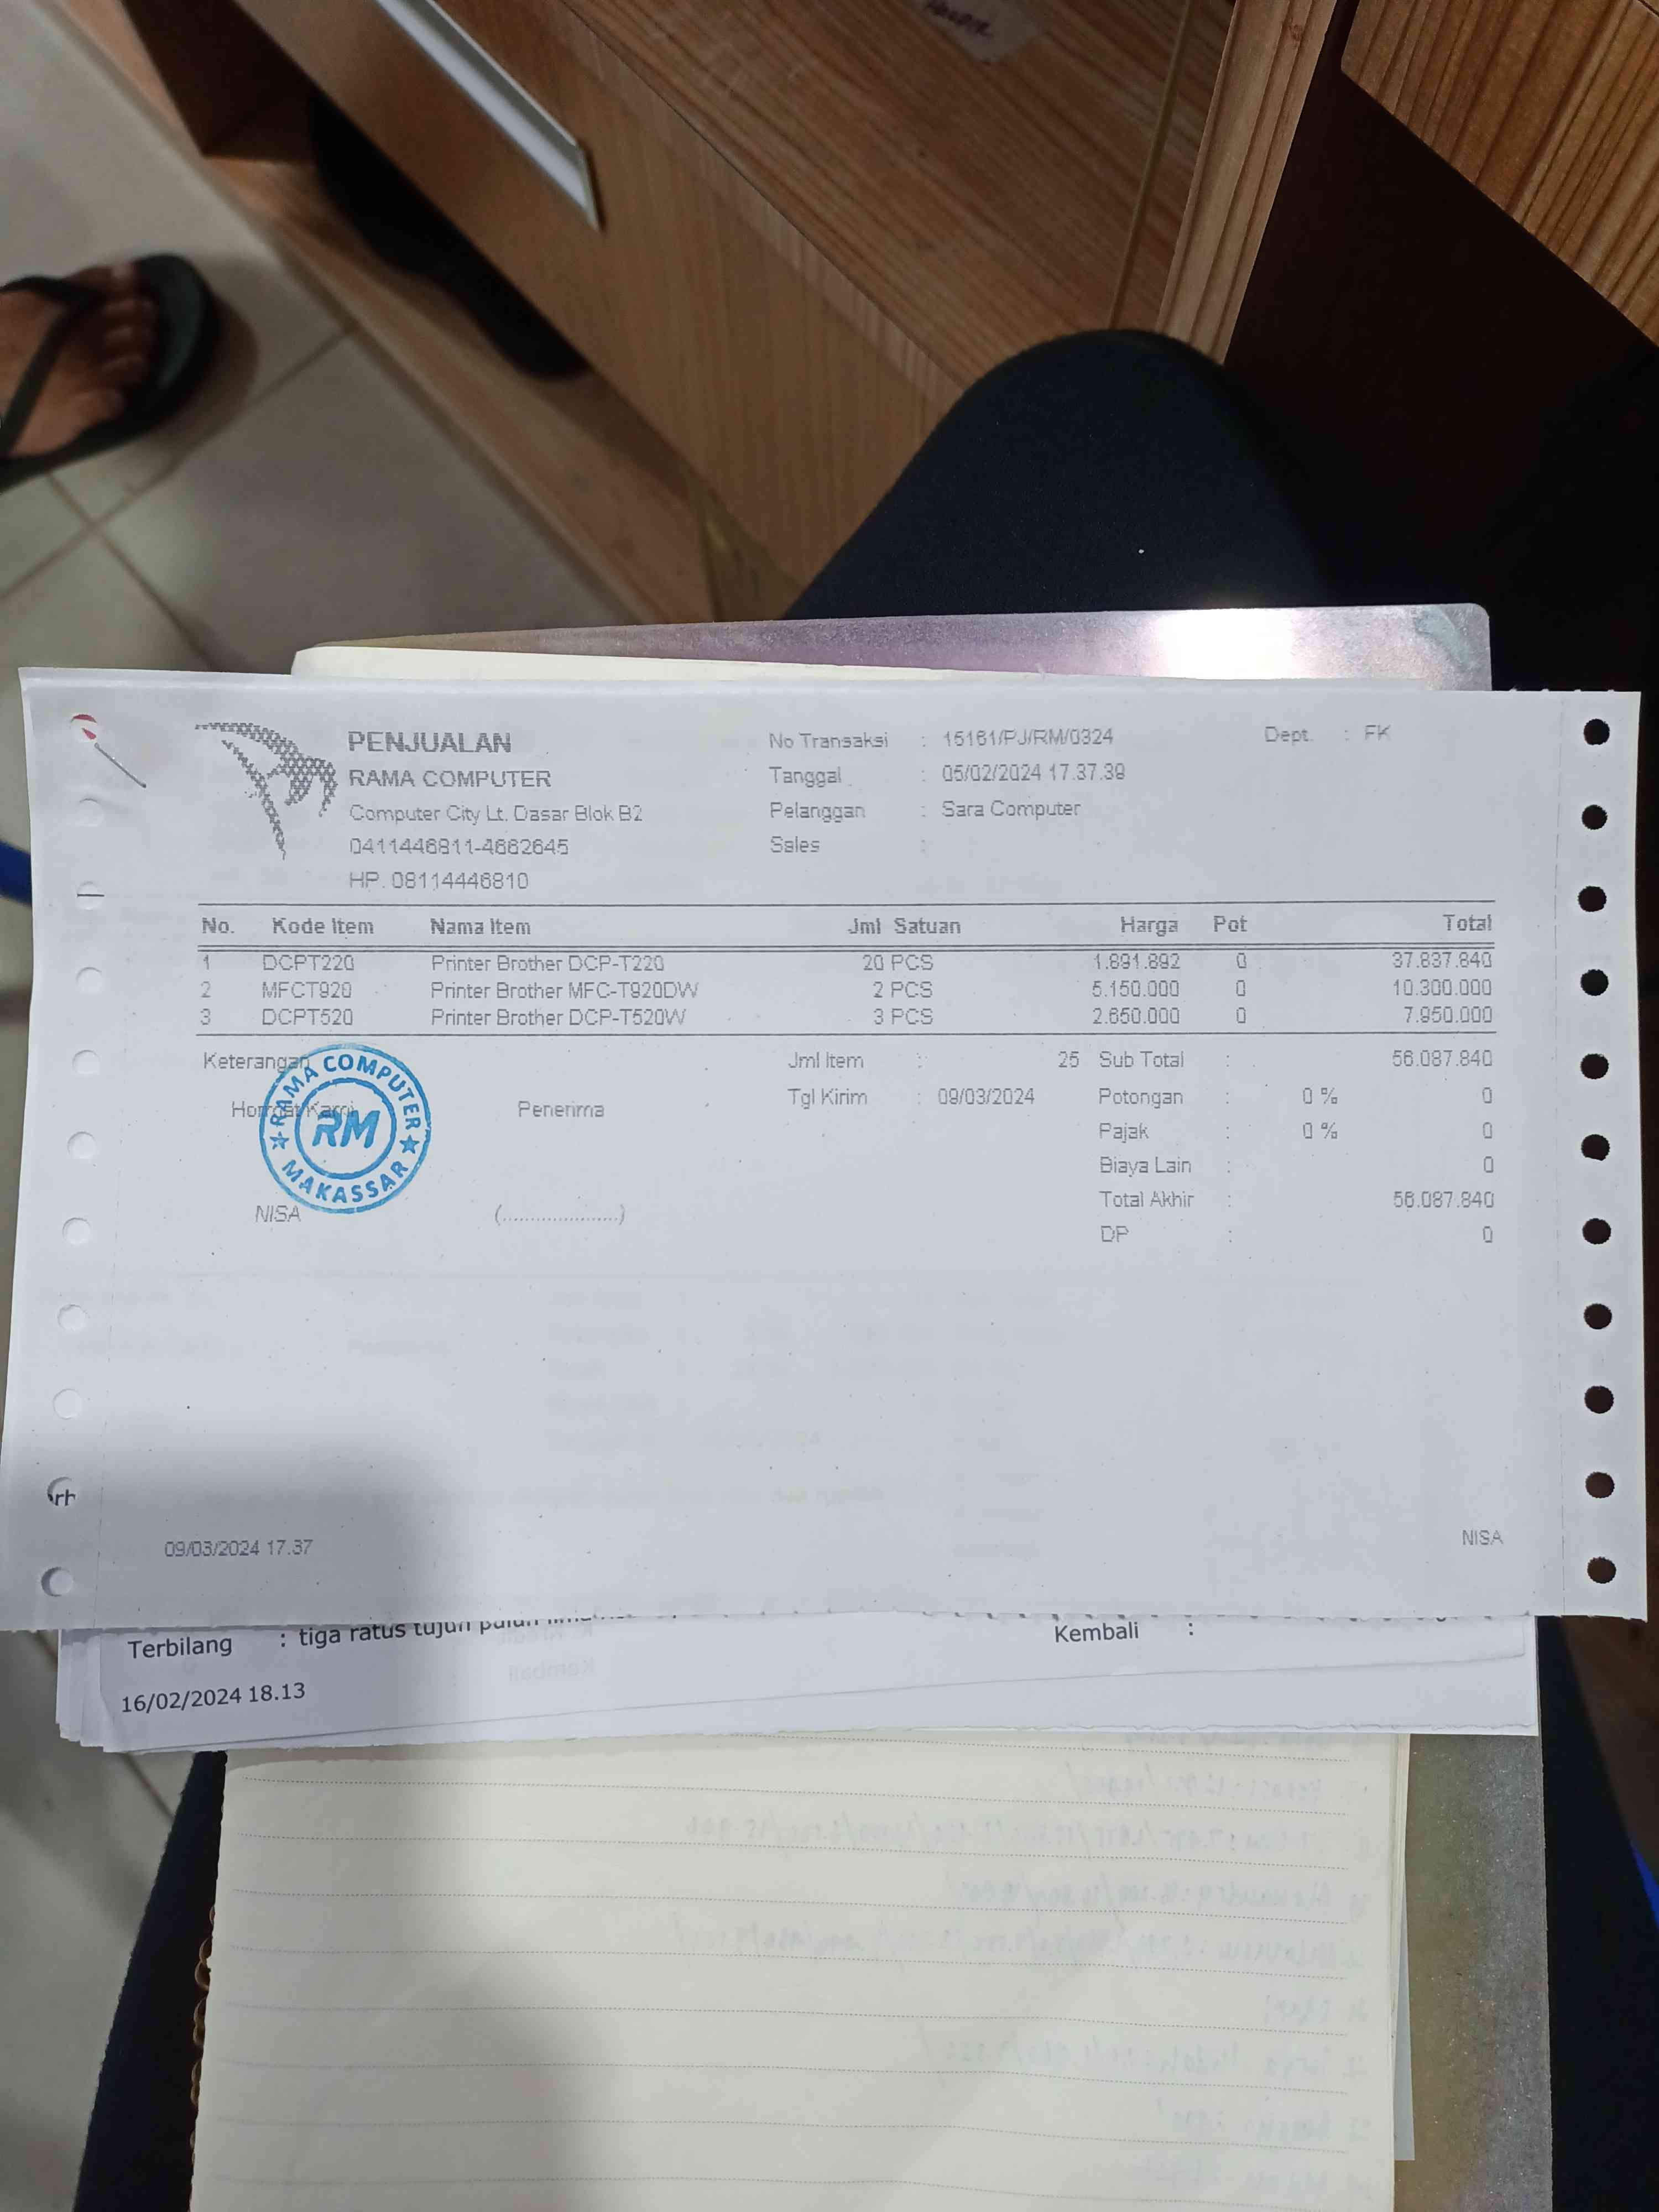 PENJUALAN
RAMA COMPUTER
Computer City Lt. Dasar Blok B2
0411446811-4662645
HP. 08114446810
No Transaksi : 15161/PJ/RM/0324
Tanggal : 05/02/2024 17.37.39
Pelanggan : Sara Computer
Sales :
Dept. : FK
No. Kode Item Nama Item Jml Satuan Harga Pot Total
1 DCPT220 Printer Brother DCP-T220 20 PCS 1.891.892 0 37.837.840
2 MFCT920 Printer Brother MFC-T920DW 2 PCS 5.150.000 0 10.300.000
3 DCPT520 Printer Brother DCP-T520W 3 PCS 2.650.000 0 7.950.000
Keterangan
Hormat Kami
Penerima
RAMA COMPUTER
RM
MAKASSAR
NISA
(.....................)
Jml Item : 25
Tgl Kirim : 09/03/2024
Sub Total : 56.087.840
Potongan : 0 % 0
Pajak : 0 % 0
Biaya Lain : 0
Total Akhir : 56.087.840
DP : 0
rh
09/03/2024 17.37
NISA
Terbilang : tiga ratus tujuh puluh
Kembali :
16/02/2024 18.13